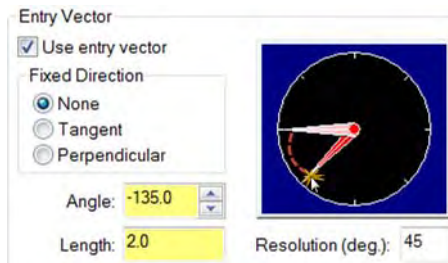 Entry Vector
Use entry vector
Fixed Direction
None
Tangent
Perpendicular
Angle: -135.0
Length: 2.0
Resolution (deg.): 45